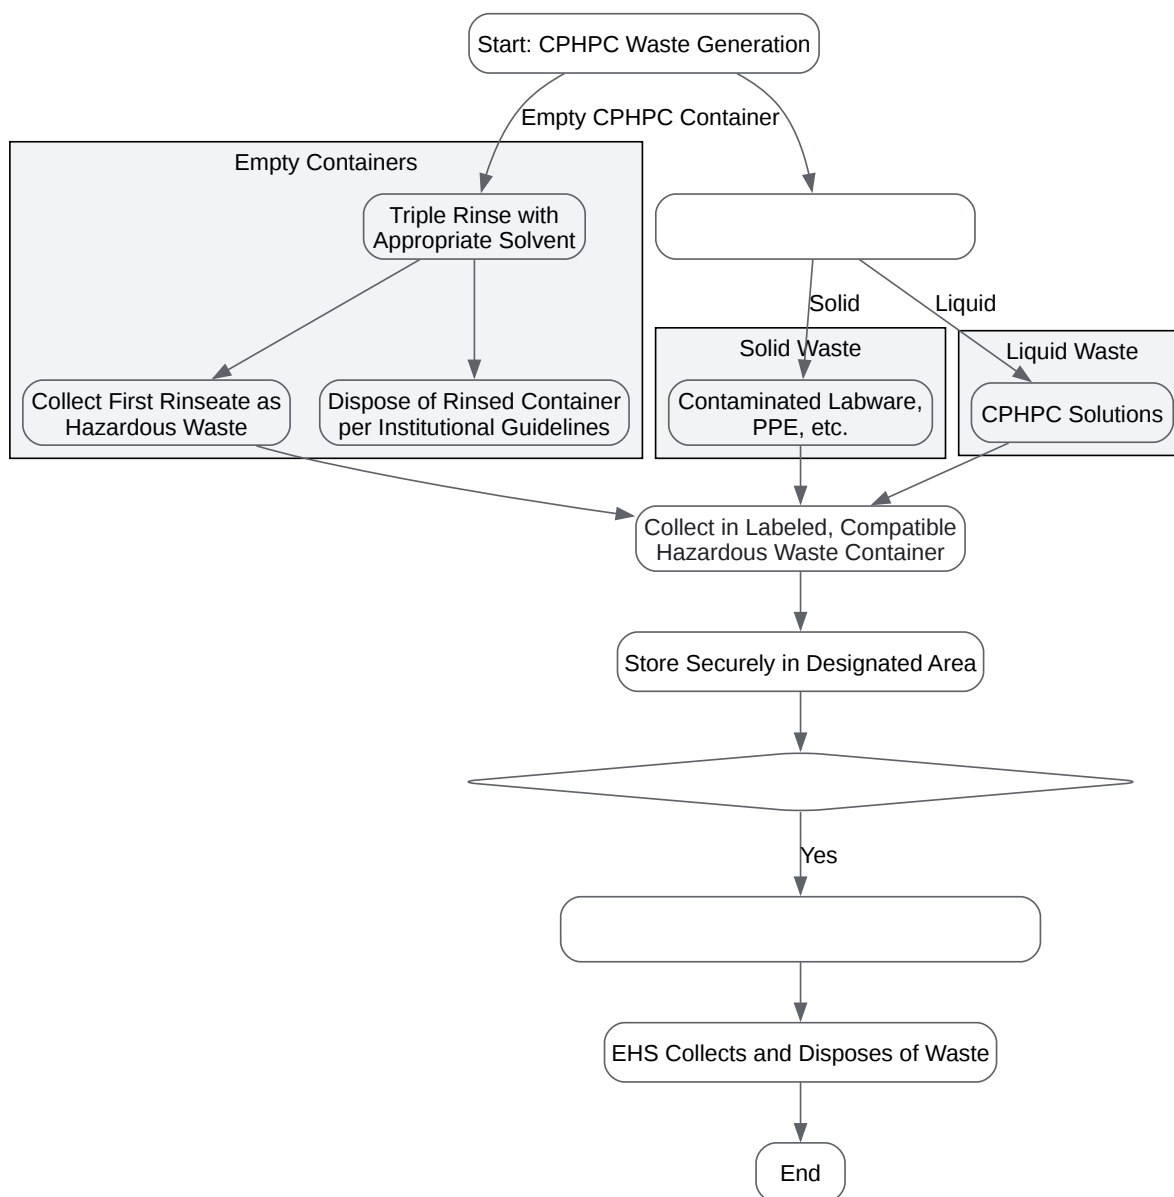 Start: CPHPC Waste Generation
Empty CPHPC Container
Empty Containers
Triple Rinse with
Appropriate Solvent
Solid
Liquid
Solid Waste
Liquid Waste
Collect First Rinseate as
Hazardous Waste
Dispose of Rinsed Container
per Institutional Guidelines
Contaminated Labware,
PPE, etc.
CPHPC Solutions
Collect in Labeled, Compatible
Hazardous Waste Container
Store Securely in Designated Area
Yes
EHS Collects and Disposes of Waste
End